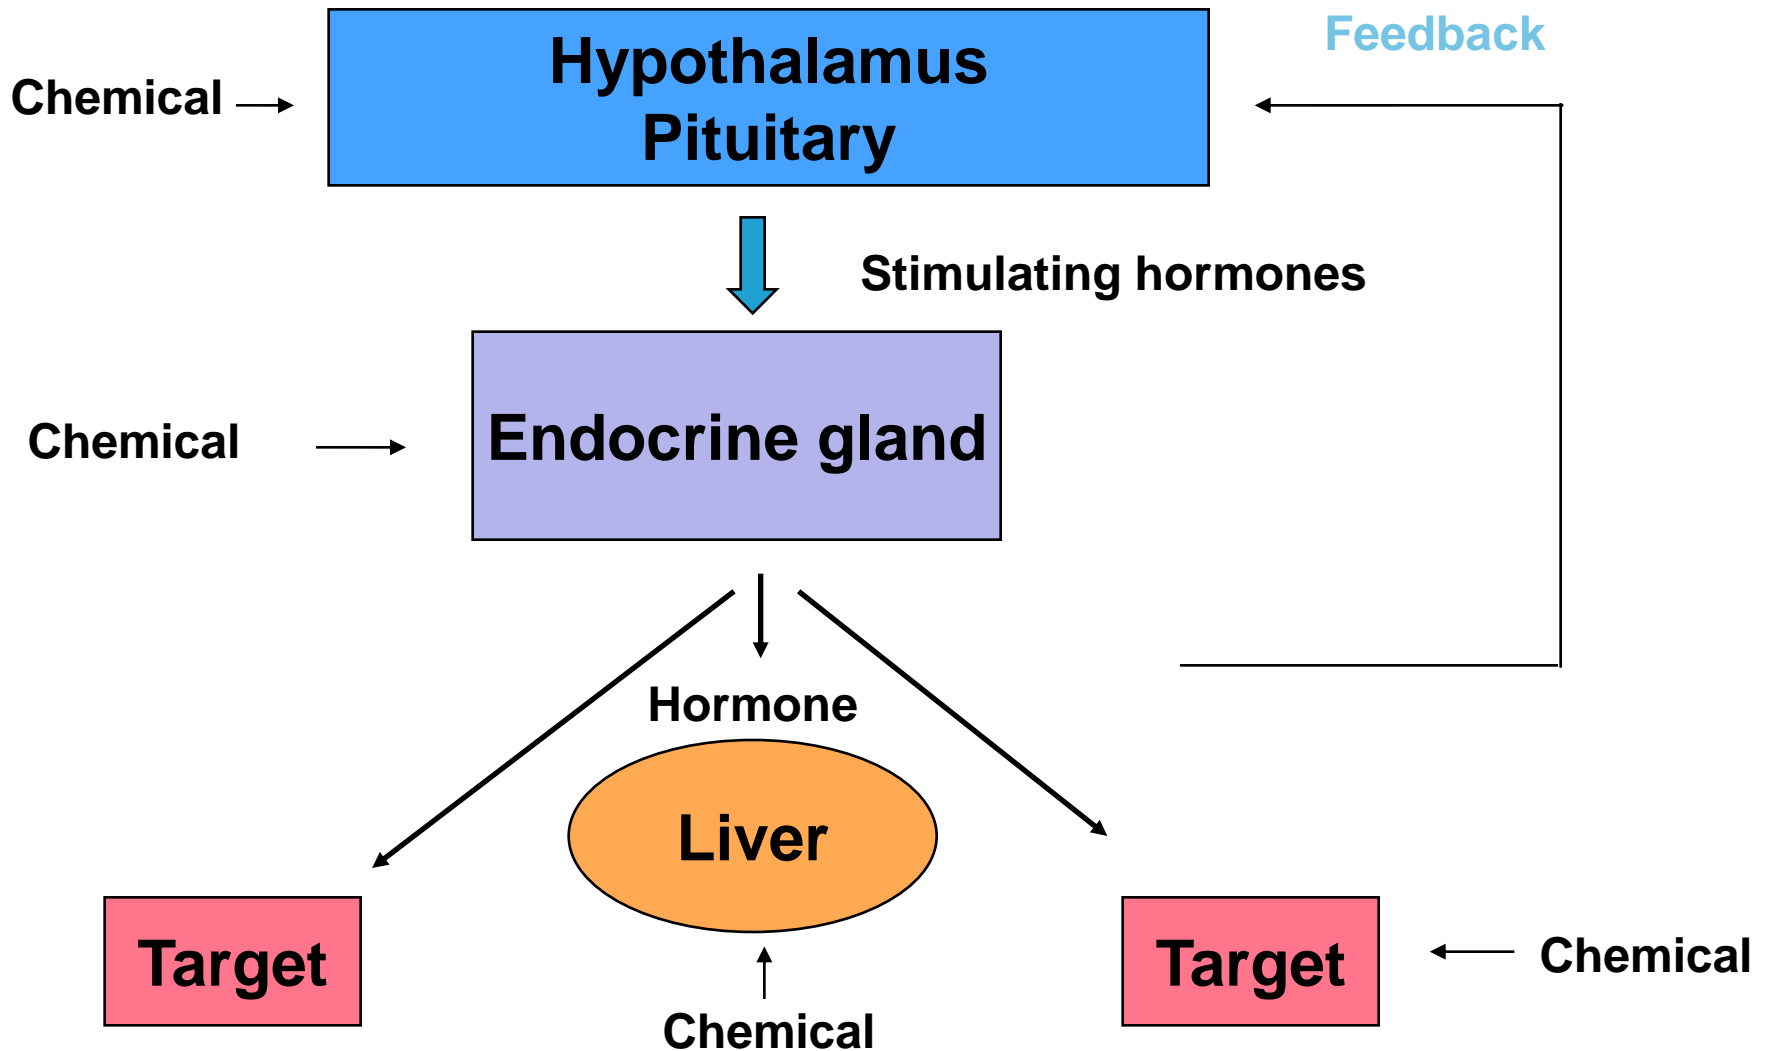 Feedback
Hypothalamus
Pituitary
Chemical
Stimulating hormones
Chemical
Endocrine gland
Hormone
Liver
Target
Target
Chemical
Chemical